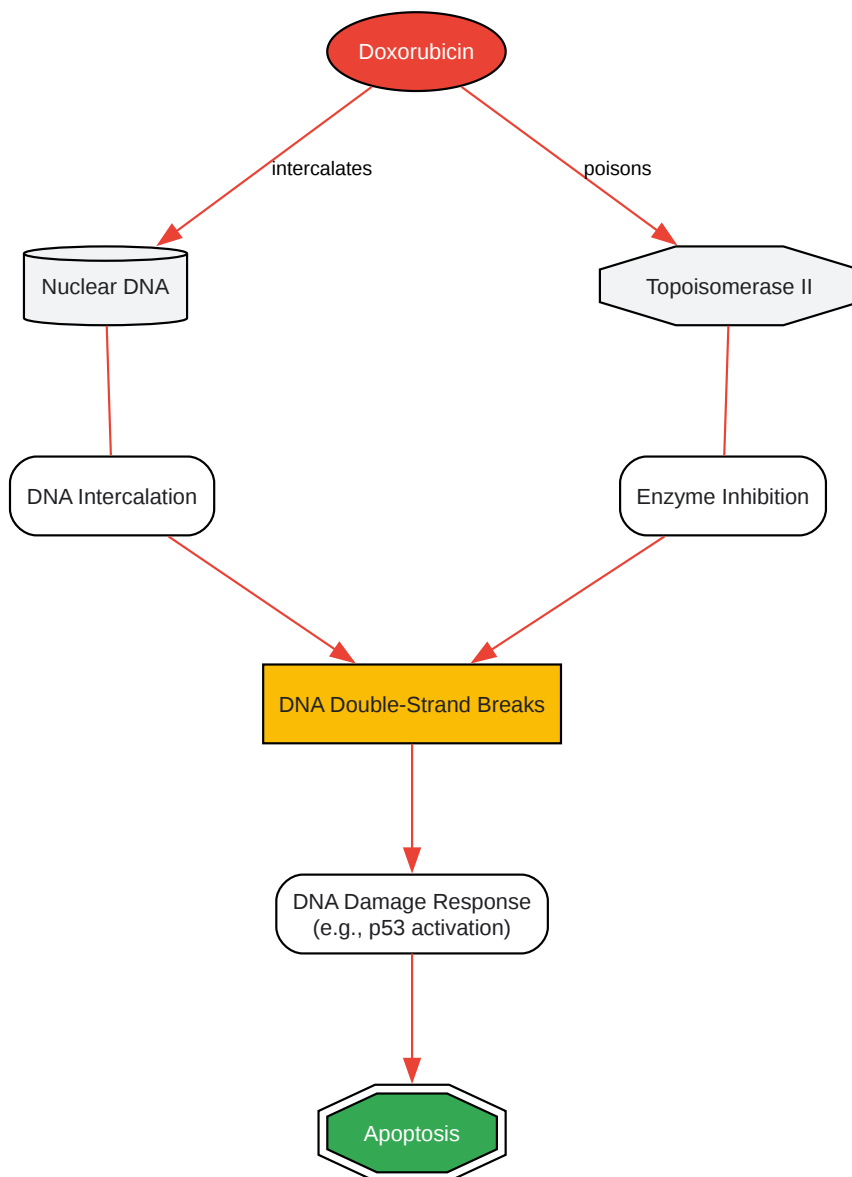 Doxorubicin
intercalates
poisons
Nuclear DNA
Topoisomerase II
DNA Intercalation
Enzyme Inhibition
DNA Double-Strand Breaks
DNA Damage Response
(e.g., p53 activation)
Apoptosis